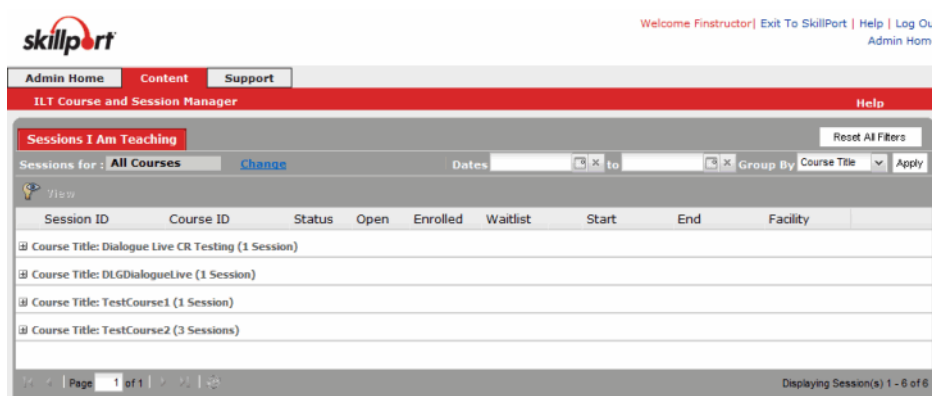 Welcome Finstructor| Exit To SkillPort | Help | Log Ou
skillport
Admin Hom
Admin Home Content Support
ILT Course and Session Manager Help
Sessions I Am Teaching Reset All Filters
Sessions for : All Courses Change Dates to Group By Course Title Apply
View
Session ID Course ID Status Open Enrolled Waitlist Start End Facility
Course Title: Dialogue Live CR Testing (1 Session)
Course Title: DLGDialogueLive (1 Session)
Course Title: TestCourse1 (1 Session)
Course Title: TestCourse2 (3 Sessions)
Page 1 of 1 Displaying Session(s) 1 - 6 of 6